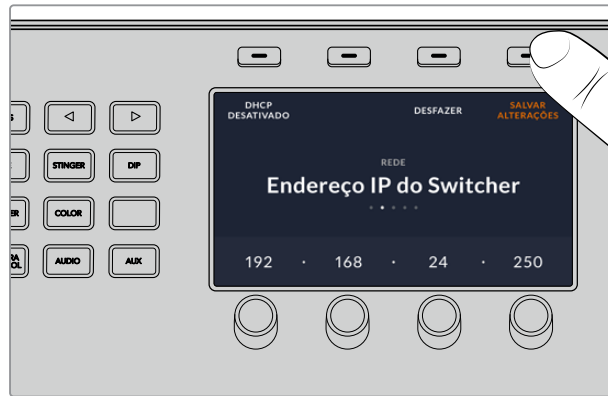 DHCP
DESATIVADO
DESFAZER
SALVAR
ALTERAÇÕES
REDE
Endereço IP do Switcher
192 · 168 · 24 · 250
STINGER
DIP
COLOR
AUDIO
AUX